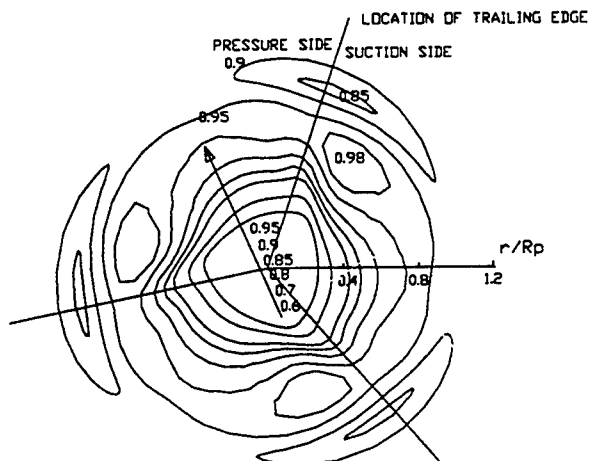 LOCATION OF TRAILING EDGE
PRESSURE SIDE SUCTION SIDE
0.9
0.85
0.95
0.98
0.95
0.9
0.85
0.8
0.7
0.6
r/Rp
0.4 0.8 1.2